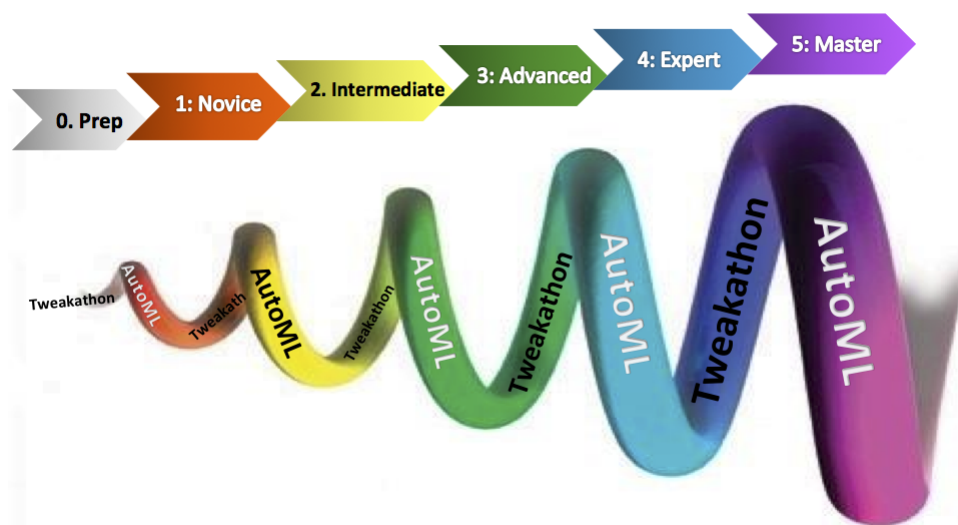 0. Prep
1: Novice
2. Intermediate
3: Advanced
4: Expert
5: Master
Tweakathon
AutoML
Tweakath
AutoML
Tweakathon
AutoML
Tweakathon
AutoML
Tweakathon
AutoML